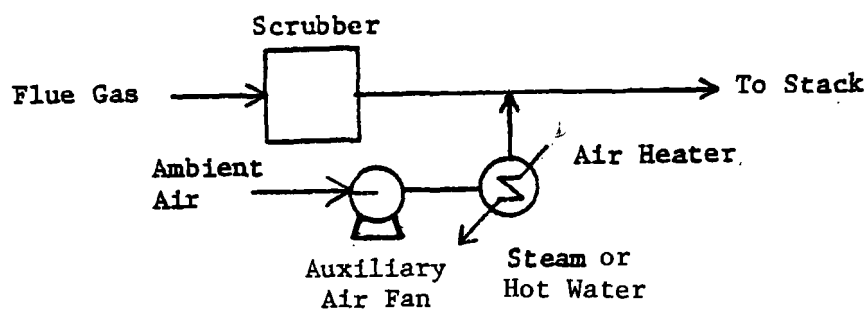 Scrubber
Flue Gas
To Stack
Ambient
Air
Air Heater
Auxiliary
Air Fan
Steam or
Hot Water